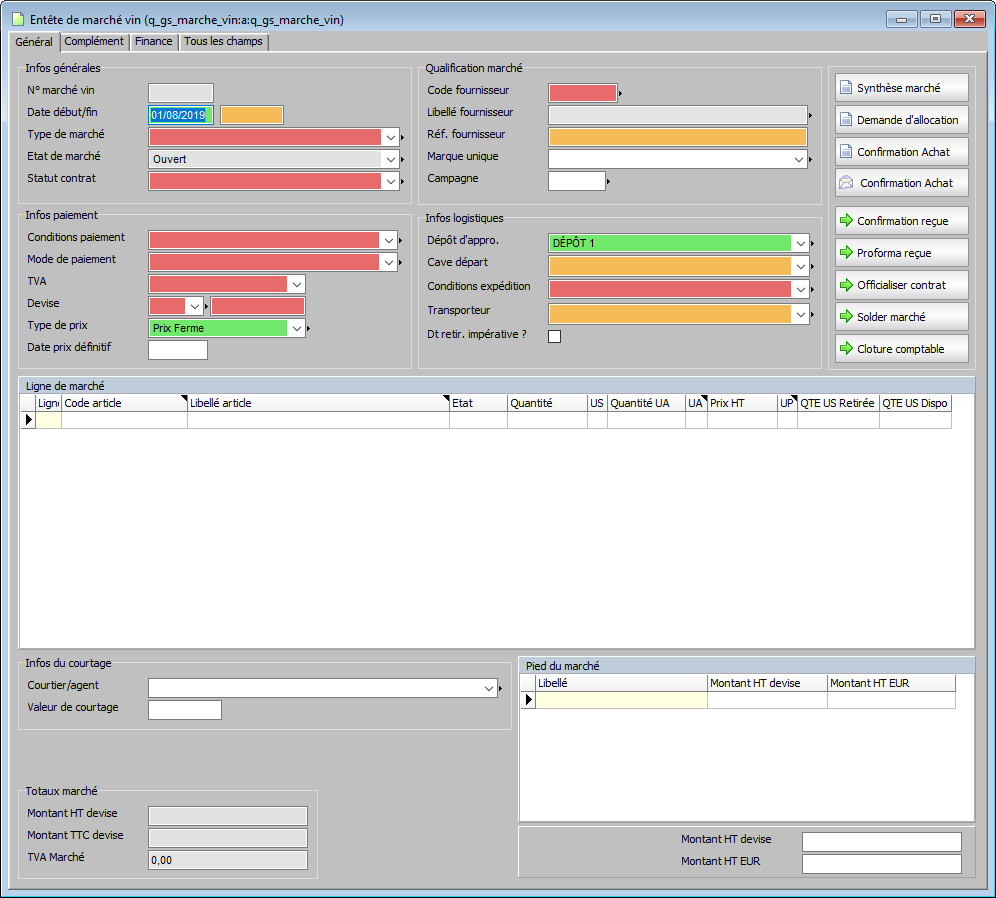 Entête de marché vin (q_gs_marche_vin:a:q_gs_marche_vin)
Général Complément Finance Tous les champs
Infos générales
N° marché vin
Date début/fin 01/08/2019
Type de marché
Etat de marché Ouvert
Statut contrat
Infos paiement
Conditions paiement
Mode de paiement
TVA
Devise
Type de prix Prix Ferme
Date prix définitif
Qualification marché
Code fournisseur
Libellé fournisseur
Réf. fournisseur
Marque unique
Campagne
Infos logistiques
Dépôt d'appro. DÉPÔT 1
Cave départ
Conditions expédition
Transporteur
Dt retir. impérative ?
Synthèse marché
Demande d'allocation
Confirmation Achat
Confirmation Achat
Confirmation reçue
Proforma reçue
Officialiser contrat
Solder marché
Cloture comptable
Ligne de marché
Lign Code article Libellé article Etat Quantité US Quantité UA UA Prix HT UP QTE US Retirée QTE US Dispo
Infos du courtage
Courtier/agent
Valeur de courtage
Pied du marché
Libellé Montant HT devise Montant HT EUR
Totaux marché
Montant HT devise
Montant TTC devise
TVA Marché 0,00
Montant HT devise
Montant HT EUR